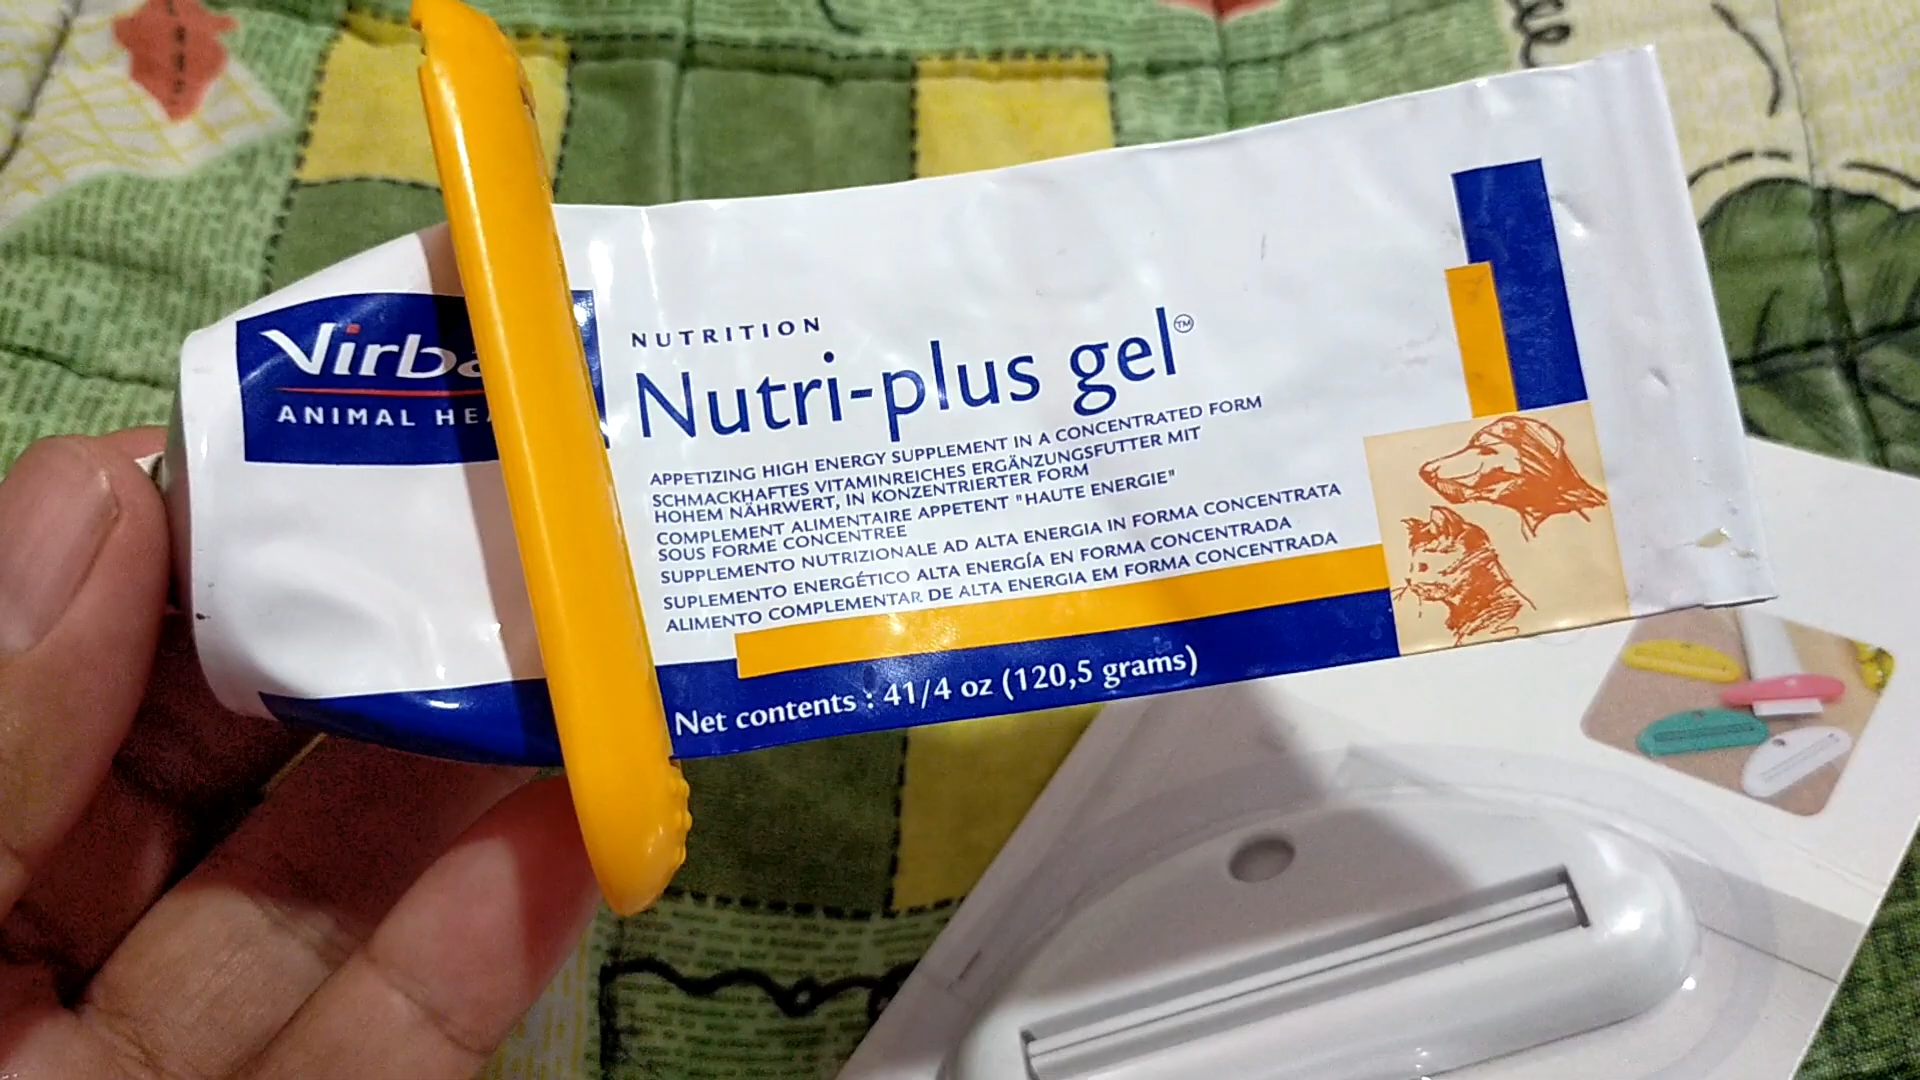 Virba
ANIMAL HEA
NUTRITION
Nutri-plus gel™
APPETIZING HIGH ENERGY SUPPLEMENT IN A CONCENTRATED FORM
SCHMACKHAFTES VITAMINREICHES ERGÄNZUNGSFUTTER MIT
HOHEM NÄHRWERT, IN KONZENTRIERTER FORM
COMPLEMENT ALIMENTAIRE APPETENT "HAUTE ENERGIE"
SOUS FORME CONCENTREE
SUPPLEMENTO NUTRIZIONALE AD ALTA ENERGIA IN FORMA CONCENTRATA
SUPLEMENTO ENERGÉTICO ALTA ENERGÍA EN FORMA CONCENTRADA
ALIMENTO COMPLEMENTAR DE ALTA ENERGIA EM FORMA CONCENTRADA
Net contents : 41/4 oz (120,5 grams)